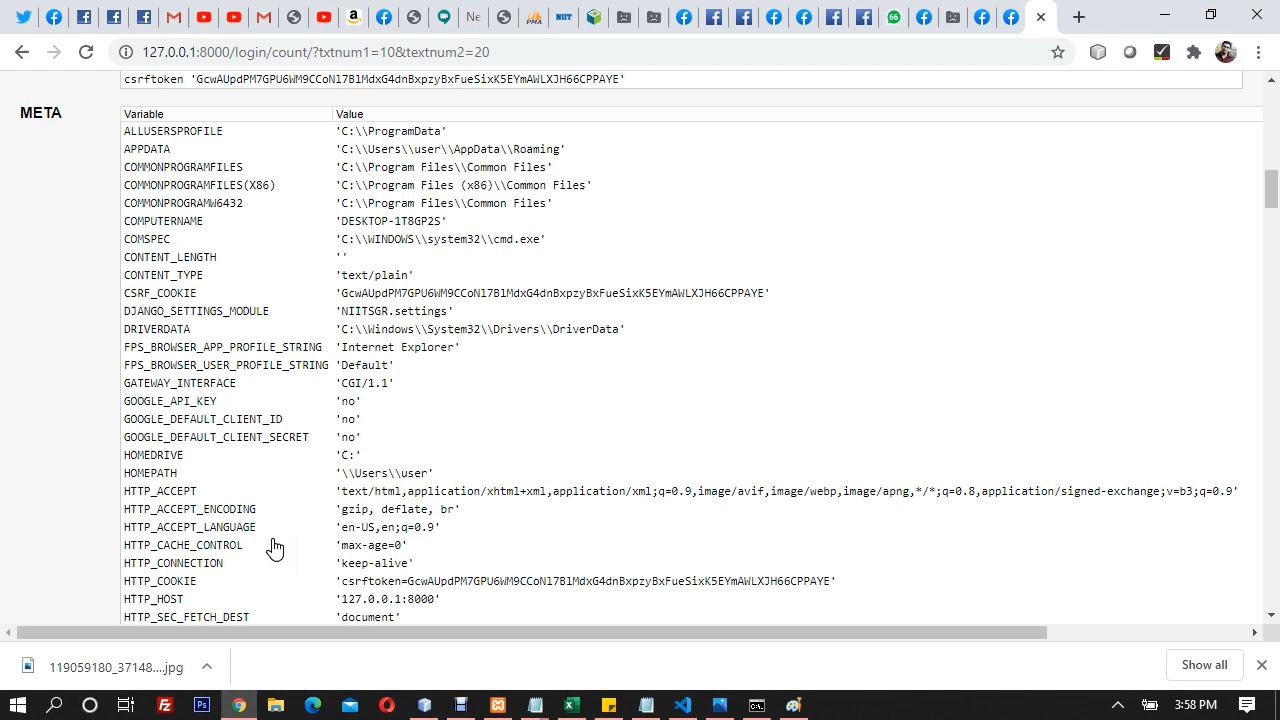 Ne
NIIT
66
127.0.0.1:8000/login/count/?txtnum1=10&textnum2=20
csrftoken 'GcwAUpdPM7GPU6WM9CCoNl7BlMdxG4dnBxpzyBxFueSixK5EYmAWLXJH66CPPAYE'
META
Variable Value
ALLUSERSPROFILE 'C:\\ProgramData'
APPDATA 'C:\\Users\\user\\AppData\\Roaming'
COMMONPROGRAMFILES 'C:\\Program Files\\Common Files'
COMMONPROGRAMFILES(X86) 'C:\\Program Files (x86)\\Common Files'
COMMONPROGRAMW6432 'C:\\Program Files\\Common Files'
COMPUTERNAME 'DESKTOP-1T8GP2S'
COMSPEC 'C:\\WINDOWS\\system32\\cmd.exe'
CONTENT_LENGTH ''
CONTENT_TYPE 'text/plain'
CSRF_COOKIE 'GcwAUpdPM7GPU6WM9CCoNl7BlMdxG4dnBxpzyBxFueSixK5EYmAWLXJH66CPPAYE'
DJANGO_SETTINGS_MODULE 'NIITSGR.settings'
DRIVERDATA 'C:\\Windows\\System32\\Drivers\\DriverData'
FPS_BROWSER_APP_PROFILE_STRING 'Internet Explorer'
FPS_BROWSER_USER_PROFILE_STRING 'Default'
GATEWAY_INTERFACE 'CGI/1.1'
GOOGLE_API_KEY 'no'
GOOGLE_DEFAULT_CLIENT_ID 'no'
GOOGLE_DEFAULT_CLIENT_SECRET 'no'
HOMEDRIVE 'C:'
HOMEPATH '\\Users\\user'
HTTP_ACCEPT 'text/html,application/xhtml+xml,application/xml;q=0.9,image/avif,image/webp,image/apng,*/*;q=0.8,application/signed-exchange;v=b3;q=0.9'
HTTP_ACCEPT_ENCODING 'gzip, deflate, br'
HTTP_ACCEPT_LANGUAGE 'en-US,en;q=0.9'
HTTP_CACHE_CONTROL 'max-age=0'
HTTP_CONNECTION 'keep-alive'
HTTP_COOKIE 'csrftoken=GcwAUpdPM7GPU6WM9CCoNl7BlMdxG4dnBxpzyBxFueSixK5EYmAWLXJH66CPPAYE'
HTTP_HOST '127.0.0.1:8000'
HTTP_SEC_FETCH_DEST 'document'
119059180_37148....jpg
Show all
3:58 PM